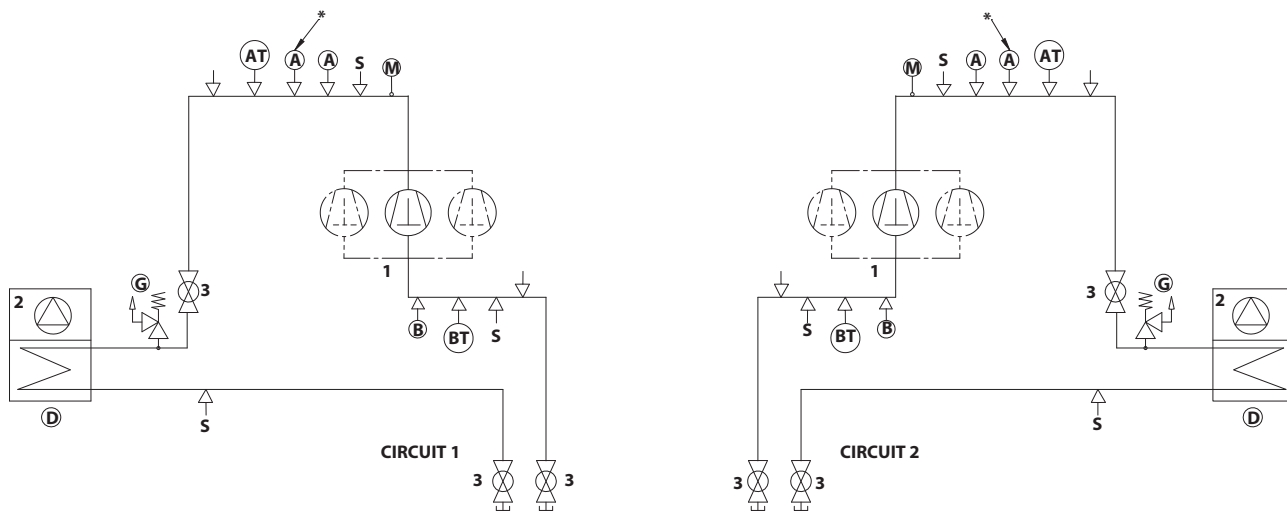 *
AT A A S M
2
G
3
1
B BT S
D
S
CIRCUIT 1
3 3
*
M S A A AT
1
3
G
2
S BT B
D
S
CIRCUIT 2
3 3